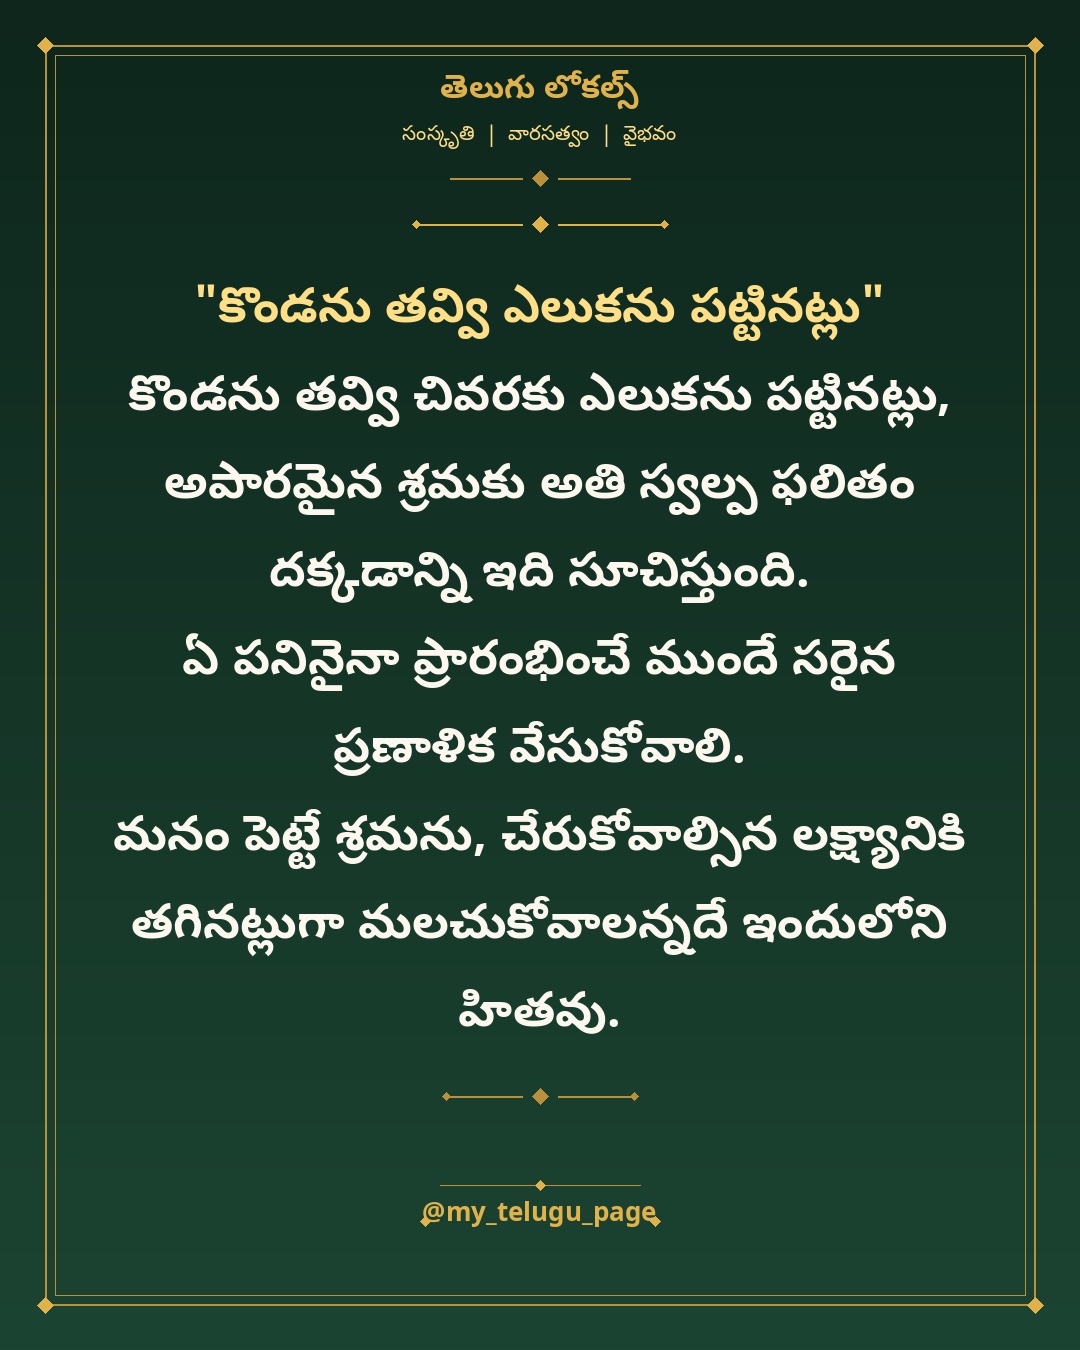 తెలుగు లోకల్స్
సంస్కృతి | వారసత్వం | వైభవం
"కొండను తవ్వి ఎలుకను పట్టినట్లు"
కొండను తవ్వి చివరకు ఎలుకను పట్టినట్లు,
అపారమైన శ్రమకు అతి స్వల్ప ఫలితం
దక్కడాన్ని ఇది సూచిస్తుంది.
ఏ పనినైనా ప్రారంభించే ముందే సరైన
ప్రణాళిక వేసుకోవాలి.
మనం పెట్టే శ్రమను, చేరుకోవాల్సిన లక్ష్యానికి
తగినట్లుగా మలచుకోవాలన్నదే ఇందులోని
హితవు.
@my_telugu_page